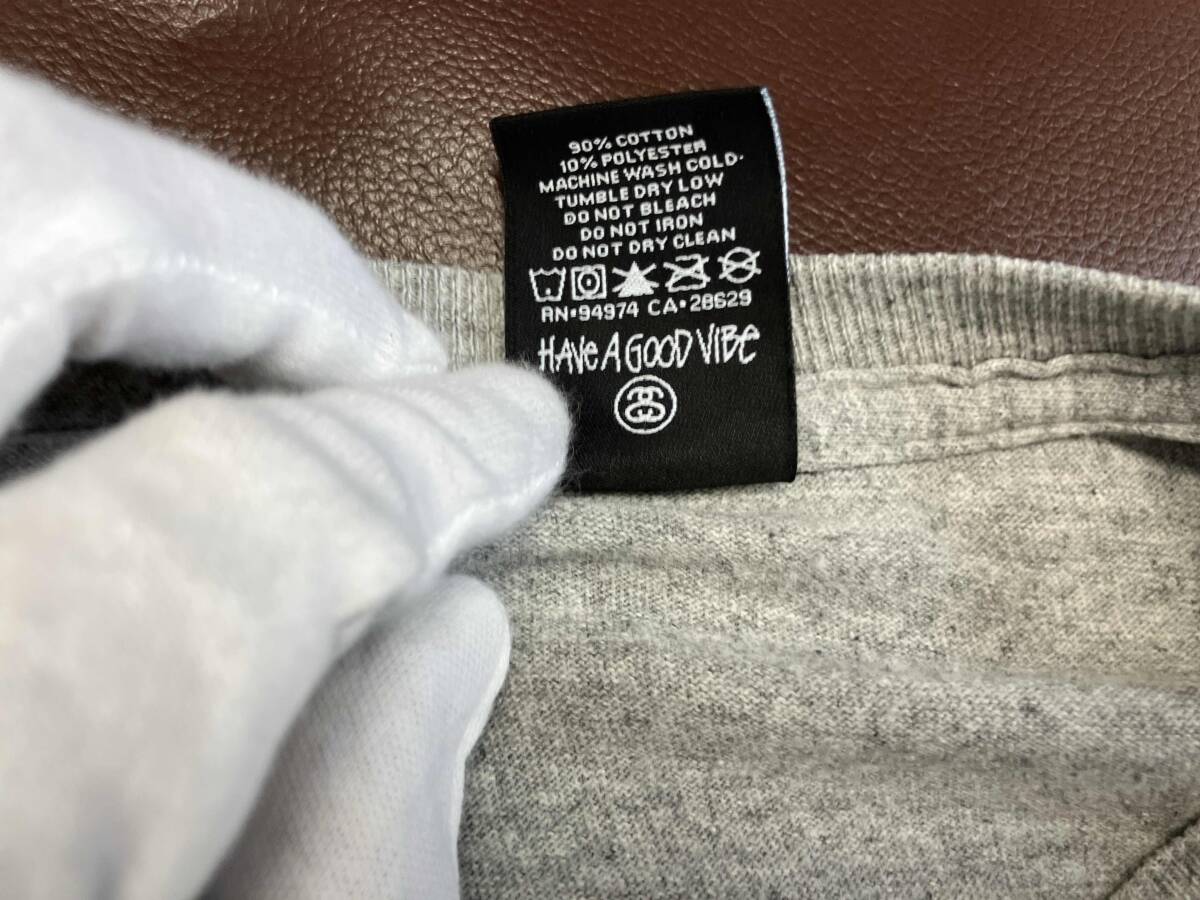 90% COTTON
10% POLYESTER
MACHINE WASH COLD.
TUMBLE DRY LOW
DO NOT BLEACH
DO NOT IRON
DO NOT DRY CLEAN
RN•94974 CA•28629
HAVE A GOOD VIBE